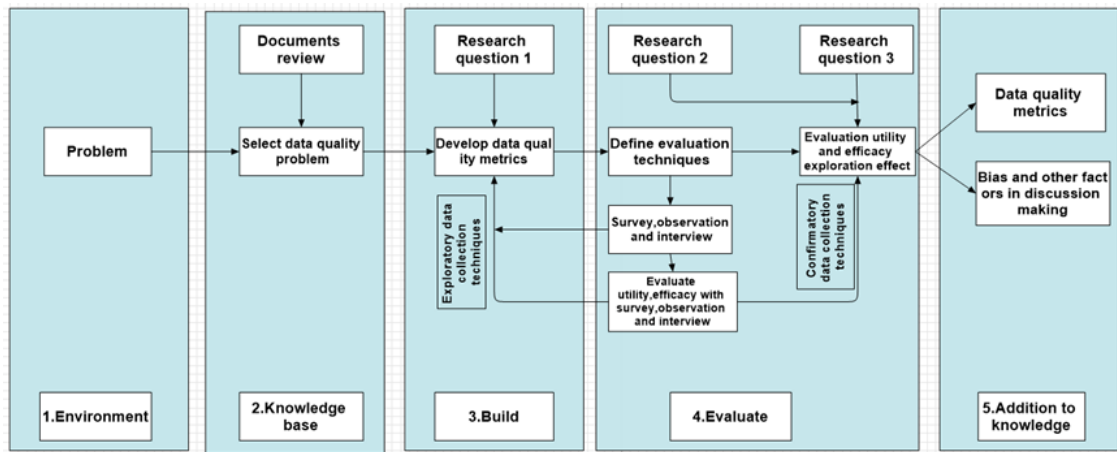 Problem
1.Environment
Documents
review
Select data quality
problem
2.Knowledge
base
Research
question 1
Develop data qual
ity metrics
Exploratory data
collection
techniques
3.Build
Research
question 2
Research
question 3
Define evaluation
techniques
Evaluation utility
and efficacy
exploration effect
Survey,observation
and interview
Confirmatory
data collection
techniques
Evaluate
utility,efficacy with
survey,observation
and interview
4.Evaluate
Data quality
metrics
Bias and other fact
ors in discussion
making
5.Addition to
knowledge